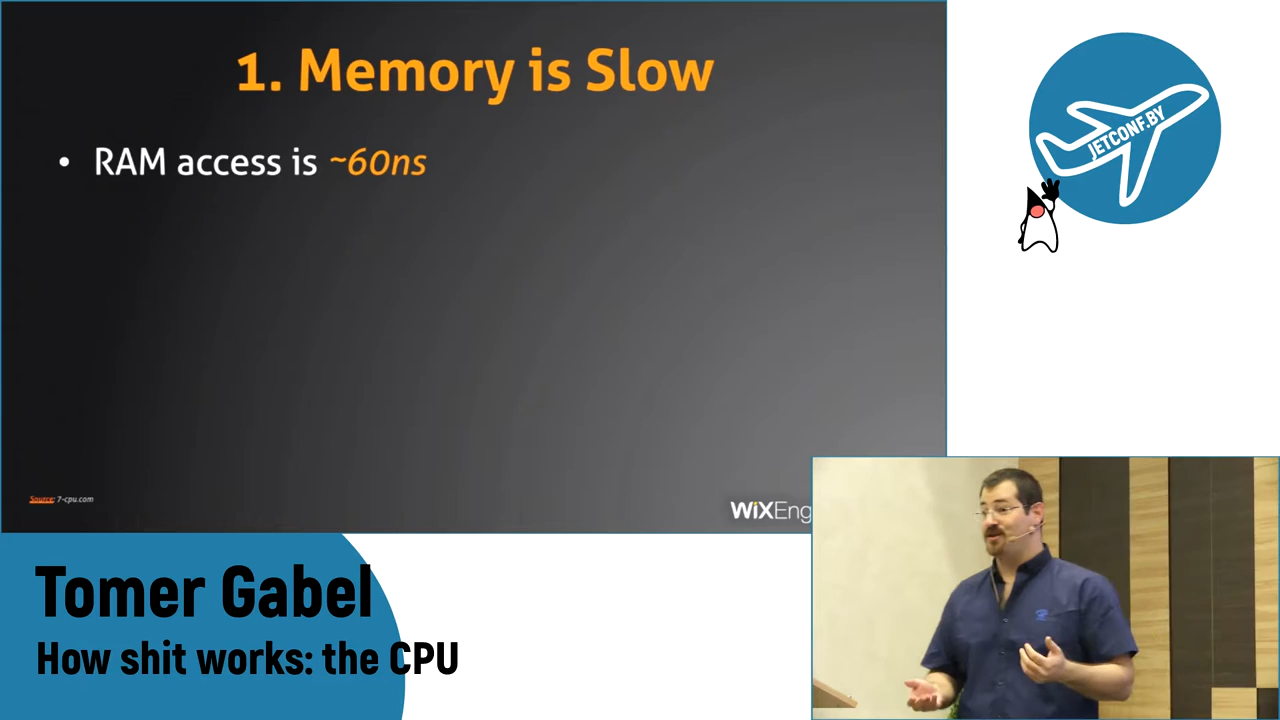 1. Memory is Slow
• RAM access is ~60ns
Source: 7-cpu.com
WiXEng
JETCONF.BY
Tomer Gabel
How shit works: the CPU